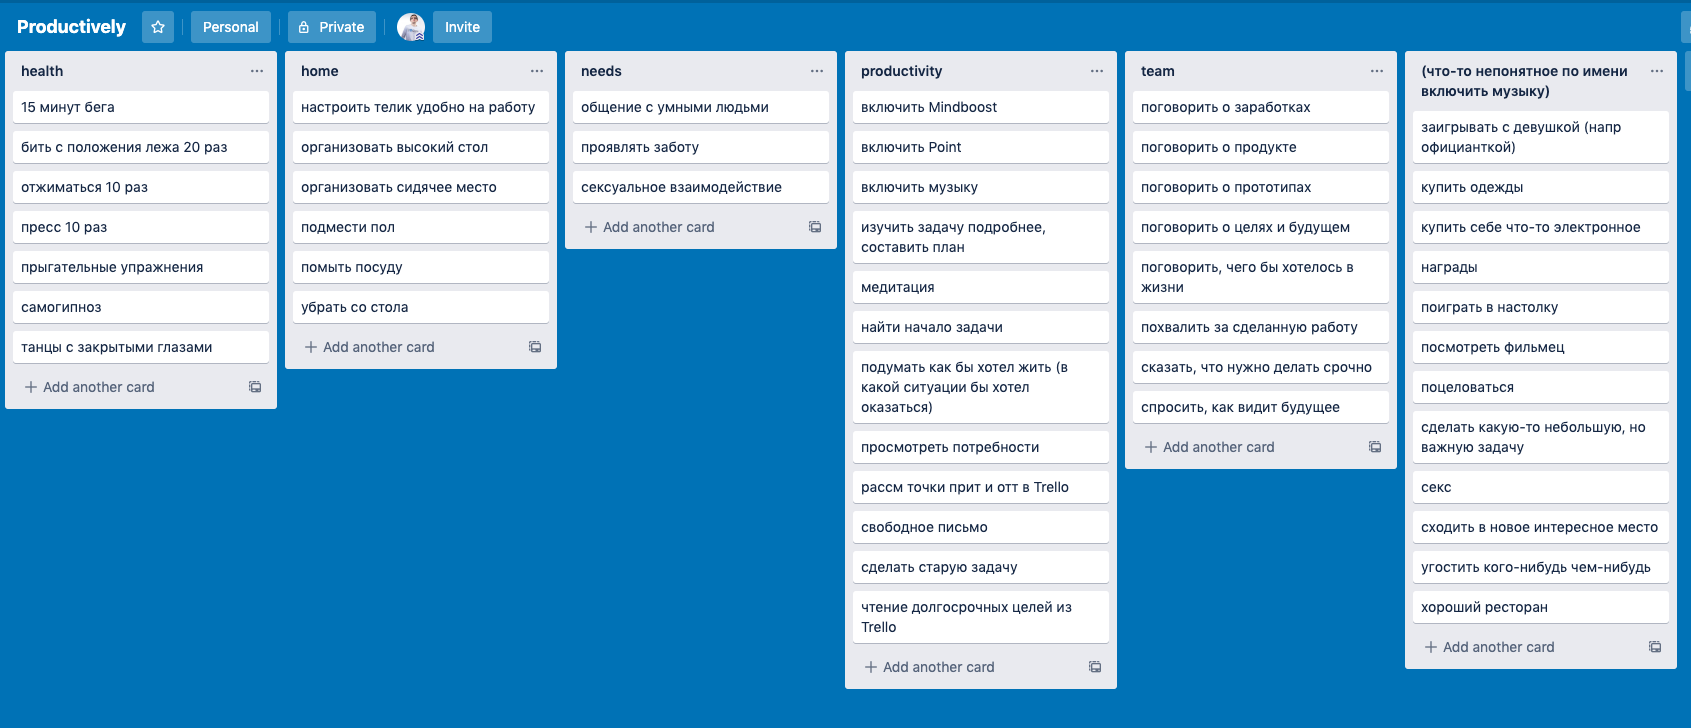 Productively
Personal
Private
Invite
health
15 минут бега
бить с положения лежа 20 раз
отжиматься 10 раз
пресс 10 раз
прыгательные упражнения
самогипноз
танцы с закрытыми глазами
Add another card
home
настроить телик удобно на работу
организовать высокий стол
организовать сидячее место
подмести пол
помыть посуду
убрать со стола
Add another card
needs
общение с умными людьми
проявлять заботу
сексуальное взаимодействие
Add another card
productivity
включить Mindboost
включить Point
включить музыку
изучить задачу подробнее,
составить план
медитация
найти начало задачи
подумать как бы хотел жить (в
какой ситуации бы хотел
оказаться)
просмотреть потребности
рассм точки прит и отт в Trello
свободное письмо
сделать старую задачу
чтение долгосрочных целей из
Trello
Add another card
team
поговорить о заработках
поговорить о продукте
поговорить о прототипах
поговорить о целях и будущем
поговорить, чего бы хотелось в
жизни
похвалить за сделанную работу
сказать, что нужно делать срочно
спросить, как видит будущее
Add another card
(что-то непонятное по имени
включить музыку)
заигрывать с девушкой (напр
официанткой)
купить одежды
купить себе что-то электронное
награды
поиграть в настолку
посмотреть фильмец
поцеловаться
сделать какую-то небольшую, но
важную задачу
секс
сходить в новое интересное место
угостить кого-нибудь чем-нибудь
хороший ресторан
Add another card